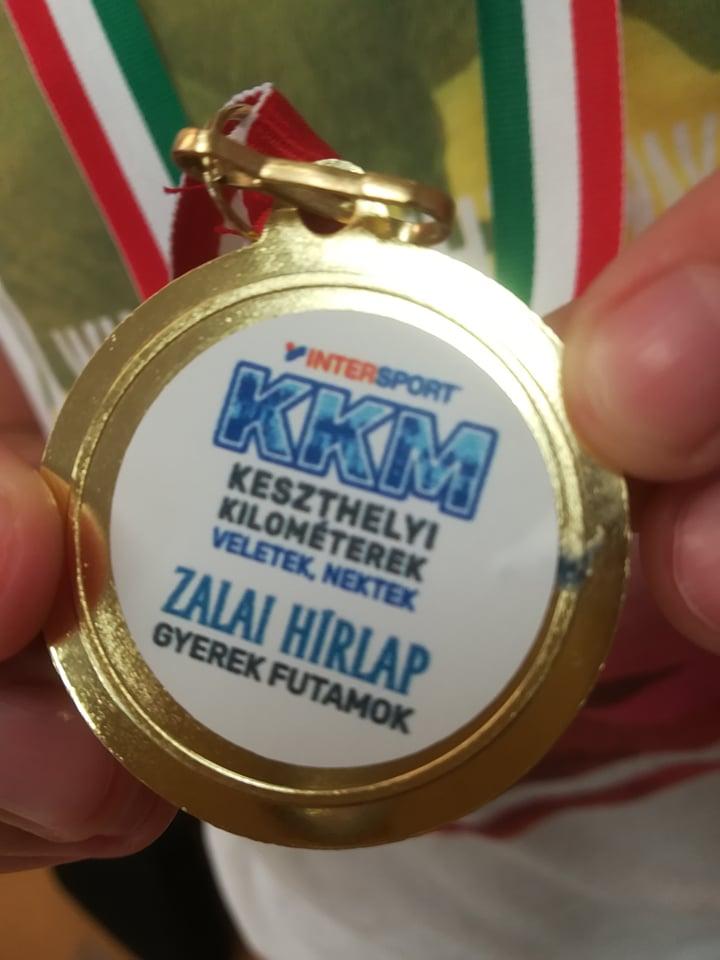 INTERSPORT
KKM
KESZTHELYI
KILOMÉTEREK
VELETEK, NEKTEK
ZALAI HÍRLAP
GYEREK FUTAMOK